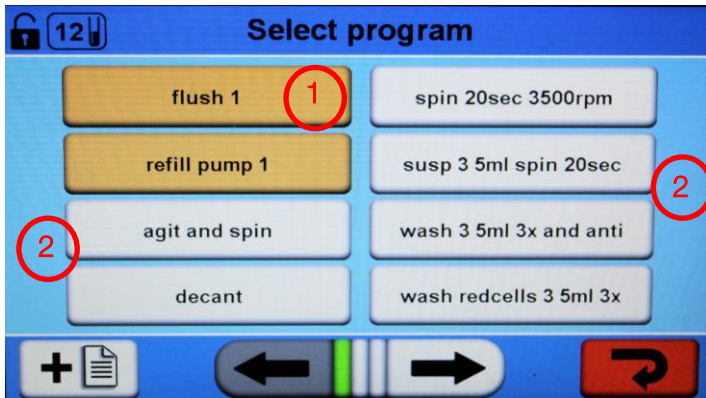 12
Select program
flush 1
1
spin 20sec 3500rpm
refill pump 1
susp 3 5ml spin 20sec
2
2
agit and spin
wash 3 5ml 3x and anti
decant
wash redcells 3 5ml 3x